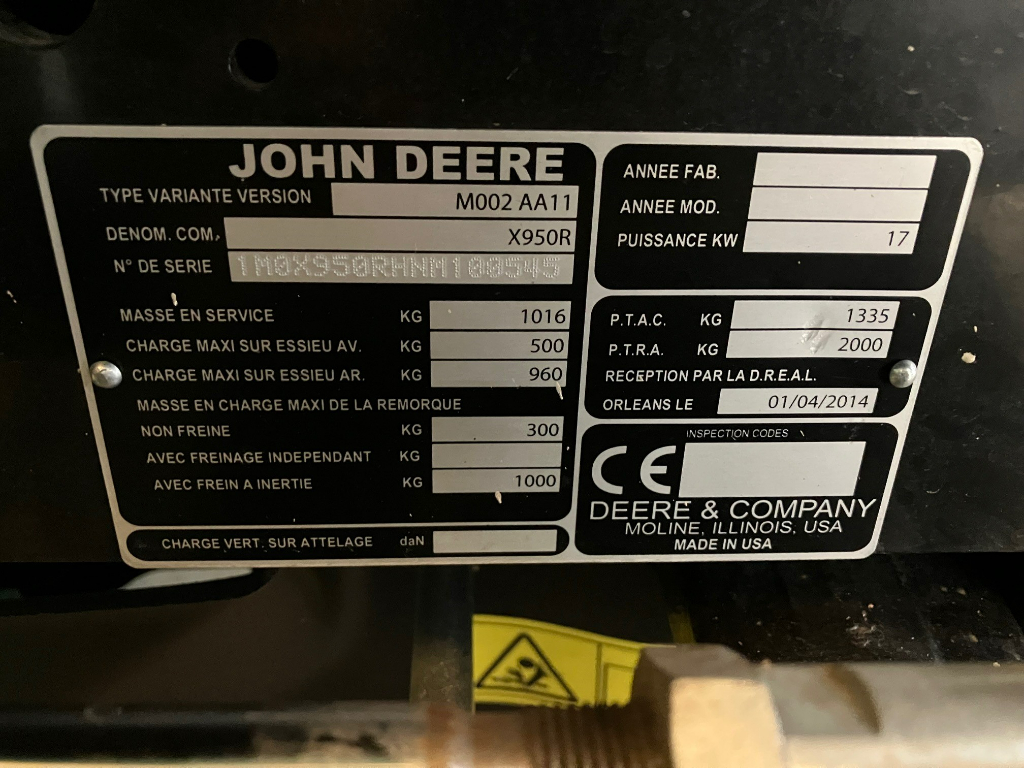 JOHN DEERE
TYPE VARIANTE VERSION M002 AA11
DENOM. COM. X950R
N° DE SERIE 1M0X950RHNM100545
MASSE EN SERVICE KG 1016
CHARGE MAXI SUR ESSIEU AV. KG 500
CHARGE MAXI SUR ESSIEU AR. KG 960
MASSE EN CHARGE MAXI DE LA REMORQUE
NON FREINE KG 300
AVEC FREINAGE INDEPENDANT KG
AVEC FREIN A INERTIE KG 1000
CHARGE VERT. SUR ATTELAGE daN
ANNEE FAB.
ANNEE MOD.
PUISSANCE KW 17
P.T.A.C. KG 1335
P.T.R.A. KG 2000
RECEPTION PAR LA D.R.E.A.L.
ORLEANS LE 01/04/2014
INSPECTION CODES
CE
DEERE & COMPANY
MOLINE, ILLINOIS, USA
MADE IN USA